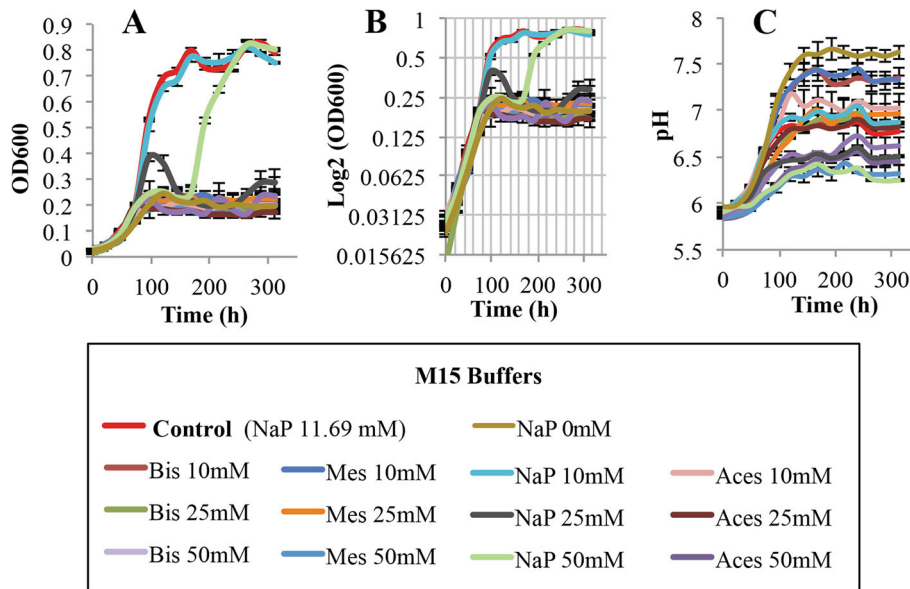 A
OD600
0.9
0.8
0.7
0.6
0.5
0.4
0.3
0.2
0.1
0
0 100 200 300
Time (h)
B
Log2 (OD600)
1
0.5
0.25
0.125
0.0625
0.03125
0.015625
0 100 200 300
Time (h)
C
pH
8
7.5
7
6.5
6
5.5
0 100 200 300
Time (h)
M15 Buffers
Control (NaP 11.69 mM) NaP 0mM
Bis 10mM Mes 10mM NaP 10mM Aces 10mM
Bis 25mM Mes 25mM NaP 25mM Aces 25mM
Bis 50mM Mes 50mM NaP 50mM Aces 50mM